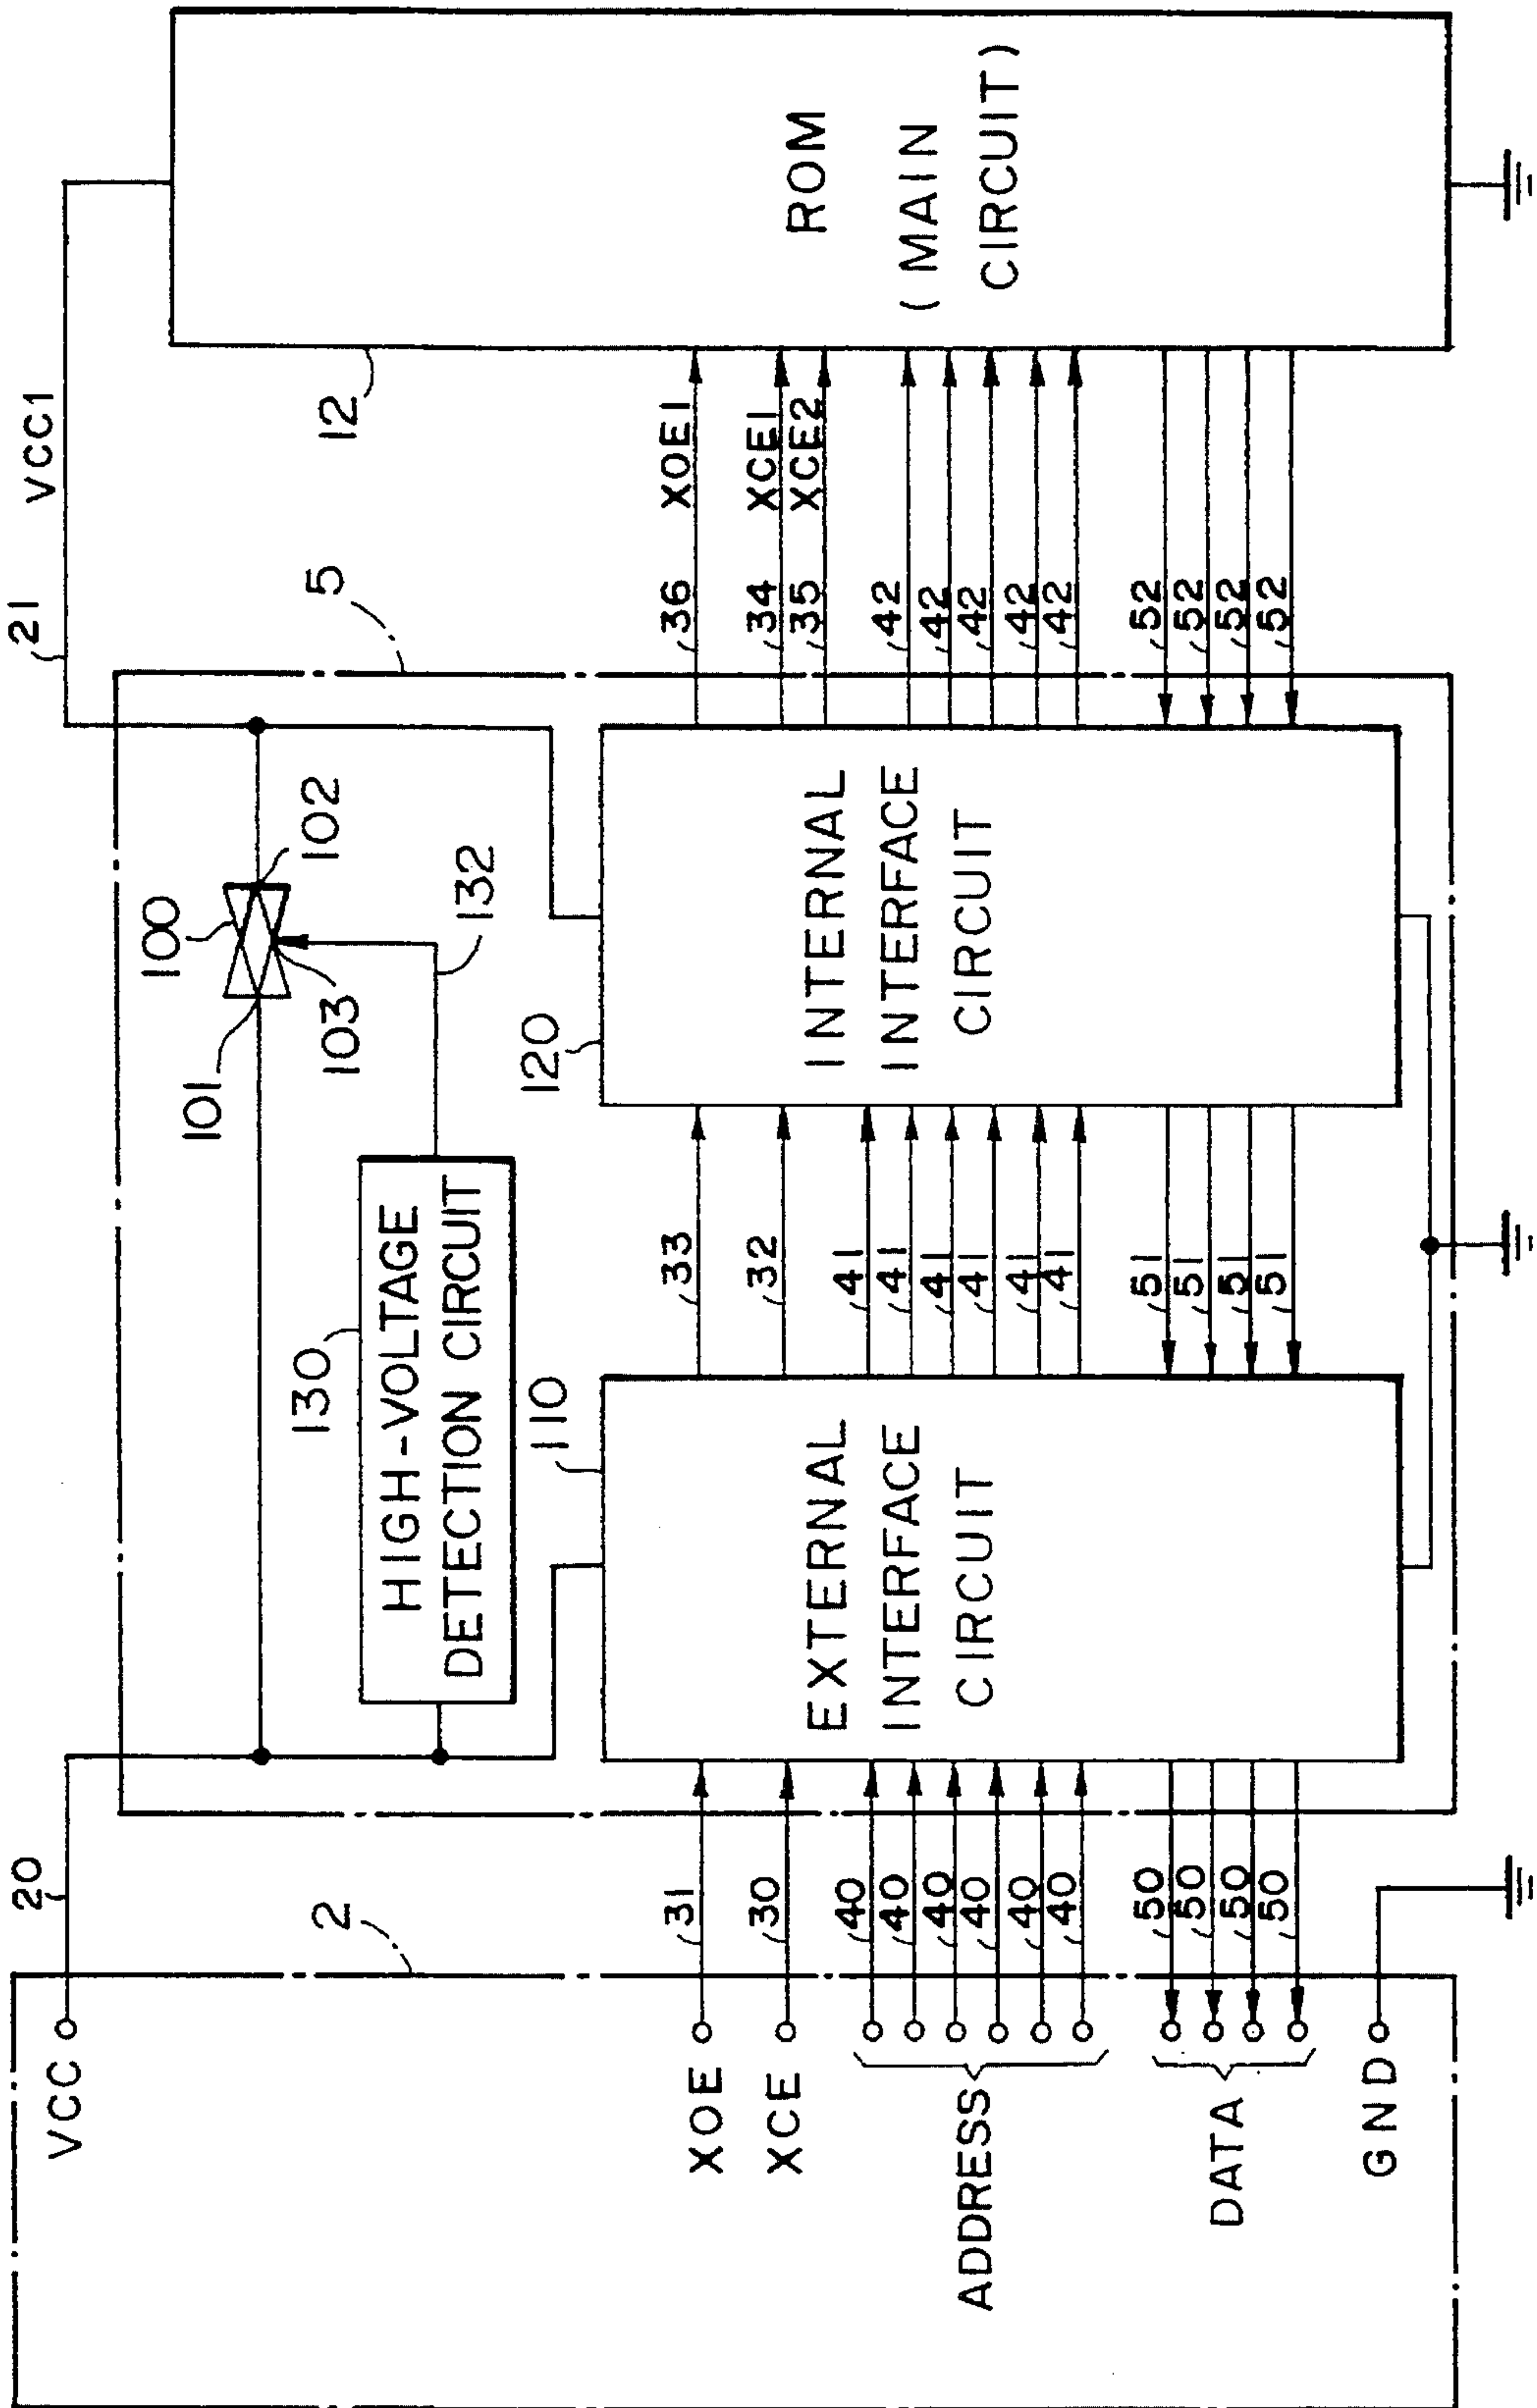 VCC
20
21
VCC1
2
5
100
101
102
103
132
130
HIGH-VOLTAGE
DETECTION CIRCUIT
12
110
120
XOE
31
33
36
XOE1
XCE
30
32
34
XCE1
35
XCE2
EXTERNAL
INTERFACE
CIRCUIT
INTERNAL
INTERFACE
CIRCUIT
ROM
(MAIN
CIRCUIT)
ADDRESS
40
40
40
40
40
40
41
41
41
41
41
41
42
42
42
42
42
DATA
50
50
50
50
51
51
51
51
52
52
52
52
GND